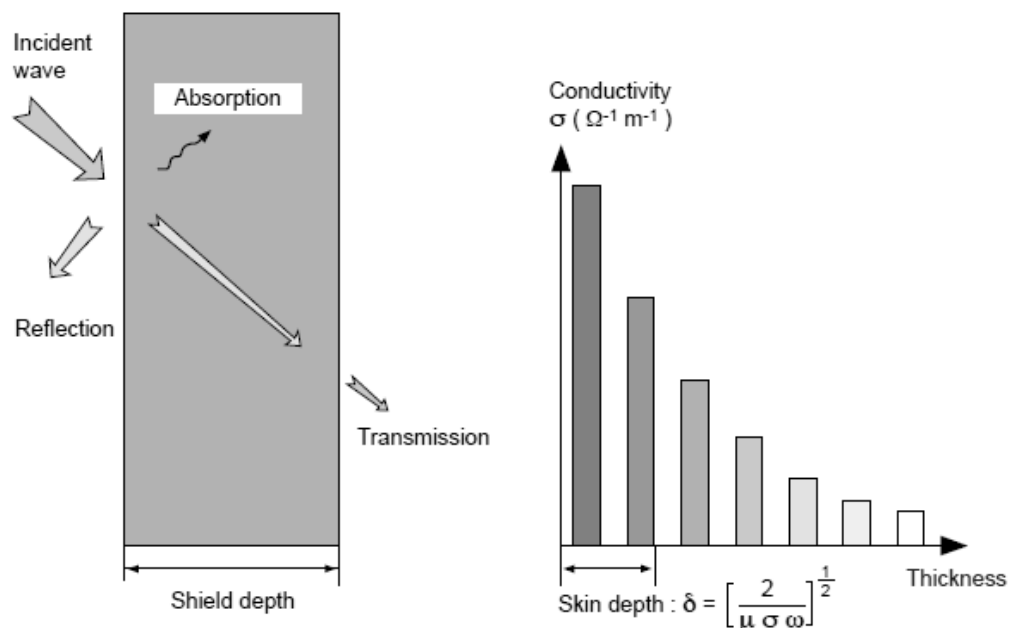 Incident
wave
Absorption
Reflection
Transmission
Shield depth
Conductivity
σ ( Ω⁻¹ m⁻¹ )
Thickness
Skin depth : δ = [ 2 / μ σ ω ]^1/2